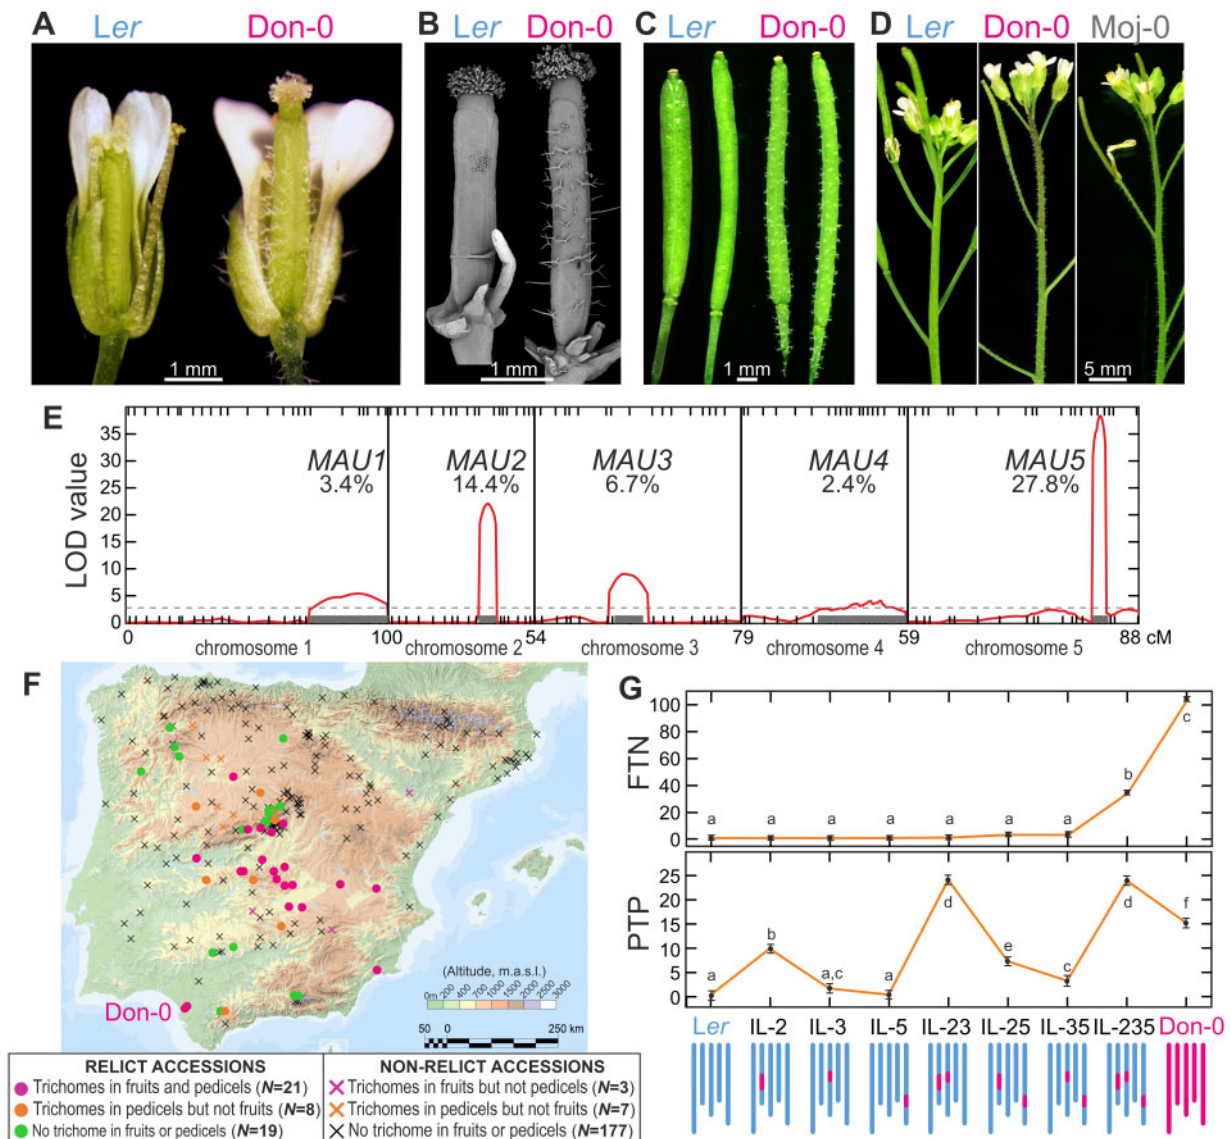 A Ler Don-0
B Ler Don-0
C Ler Don-0
D Ler Don-0 Moj-0
1 mm
1 mm
1 mm
5 mm
E
LOD value
35
30
25
20
15
10
5
0
MAU1
3.4%
MAU2
14.4%
MAU3
6.7%
MAU4
2.4%
MAU5
27.8%
0 100 54 79 59 88 cM
chromosome 1 chromosome 2 chromosome 3 chromosome 4 chromosome 5
F
Don-0
(Altitude, m.a.s.l.)
0m 200 400 700 1000 1500 2000 2500 3000
50 0 250 km
RELICT ACCESSIONS
Trichomes in fruits and pedicels (N=21)
Trichomes in pedicels but not fruits (N=8)
No trichome in fruits or pedicels (N=19)
NON-RELICT ACCESSIONS
Trichomes in fruits but not pedicels (N=3)
Trichomes in pedicels but not fruits (N=7)
No trichome in fruits or pedicels (N=177)
G
FTN
100
80
60
40
20
0
a a a a a a a b c
PTP
25
20
15
10
5
0
a b a,c a d e c d f
Ler IL-2 IL-3 IL-5 IL-23 IL-25 IL-35 IL-235 Don-0